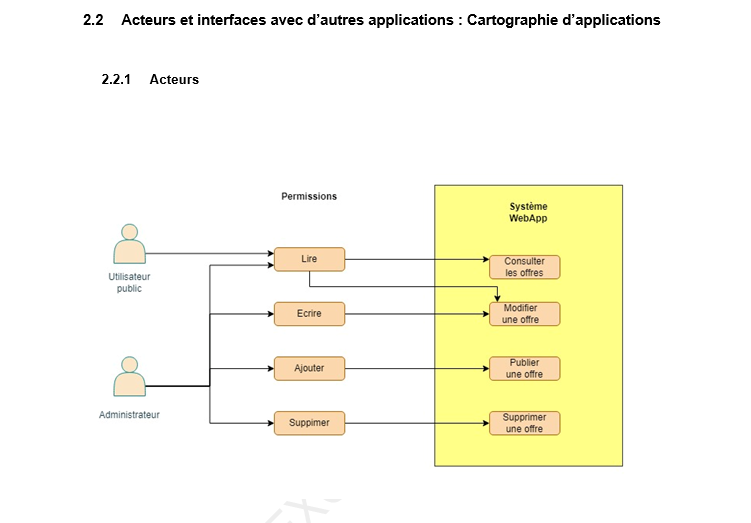 2.2 Acteurs et interfaces avec d’autres applications : Cartographie d’applications
2.2.1 Acteurs
Permissions
Système
WebApp
Utilisateur
public
Lire
Consulter
les offres
Ecrire
Modifier
une offre
Ajouter
Publier
une offre
Administrateur
Suppimer
Supprimer
une offre